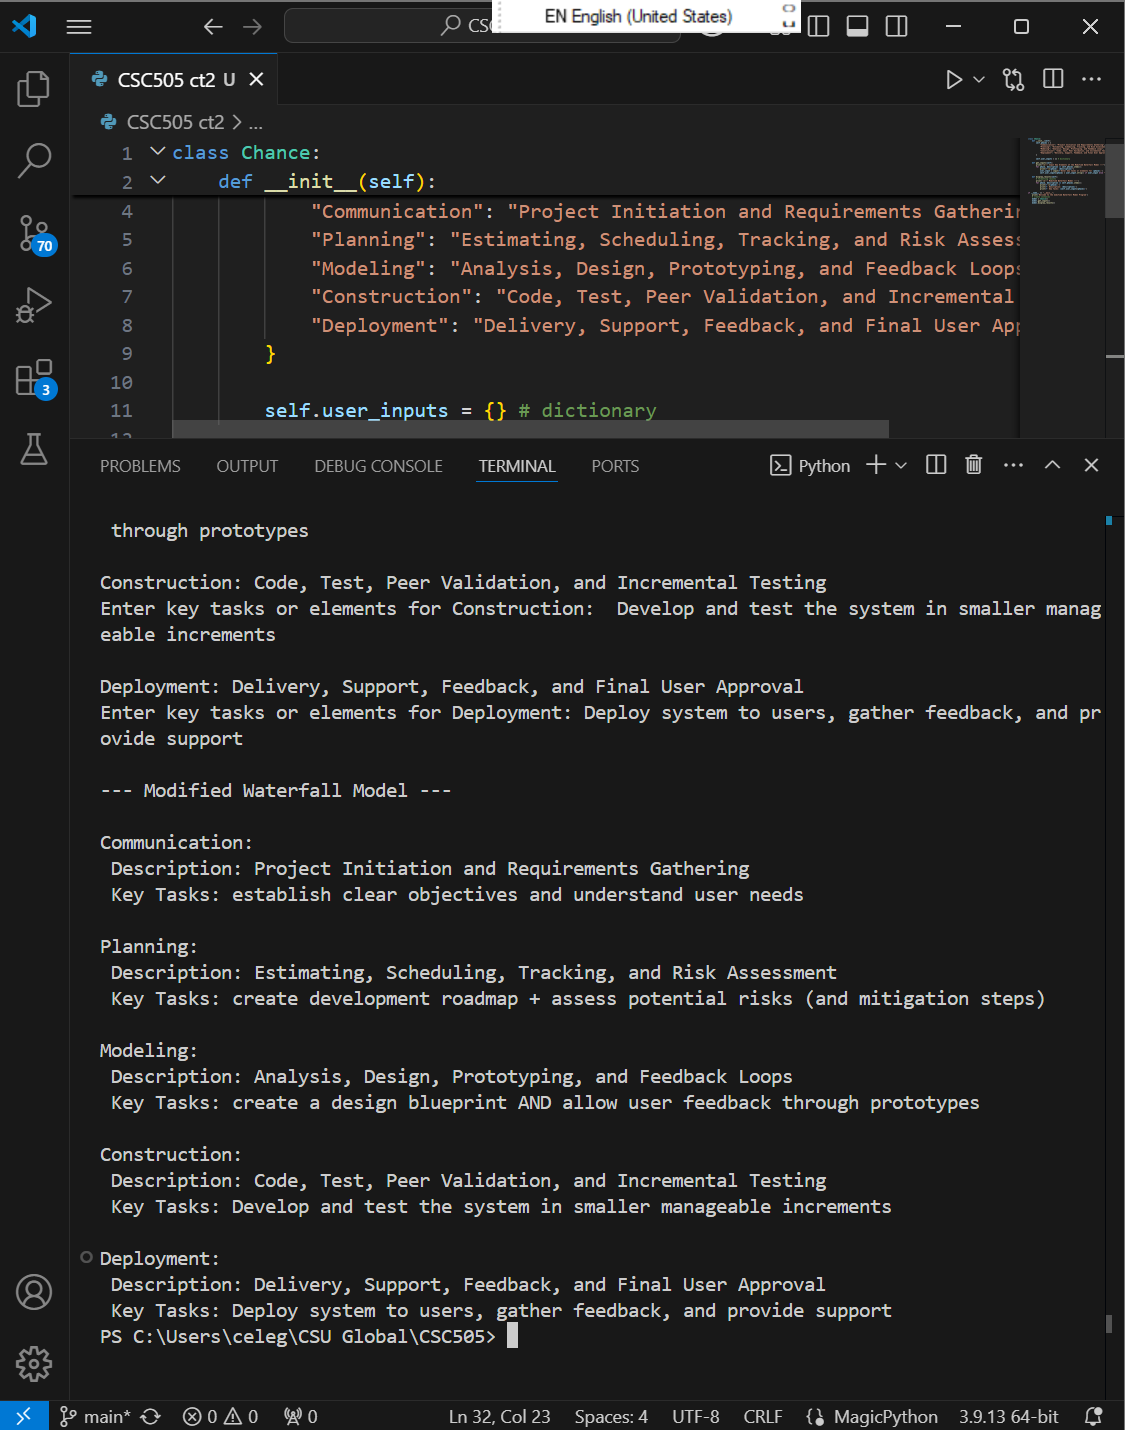 CSC
EN English (United States)
CSC505 ct2 U
CSC505 ct2 > ...
1 class Chance:
2 def __init__(self):
4 "Communication": "Project Initiation and Requirements Gatherin
5 "Planning": "Estimating, Scheduling, Tracking, and Risk Assess
6 "Modeling": "Analysis, Design, Prototyping, and Feedback Loops
7 "Construction": "Code, Test, Peer Validation, and Incremental
8 "Deployment": "Delivery, Support, Feedback, and Final User App
9 }
10
11 self.user_inputs = {} # dictionary
12
70
3
PROBLEMS OUTPUT DEBUG CONSOLE TERMINAL PORTS Python
through prototypes
Construction: Code, Test, Peer Validation, and Incremental Testing
Enter key tasks or elements for Construction:  Develop and test the system in smaller manag
eable increments
Deployment: Delivery, Support, Feedback, and Final User Approval
Enter key tasks or elements for Deployment: Deploy system to users, gather feedback, and pr
ovide support
--- Modified Waterfall Model ---
Communication:
Description: Project Initiation and Requirements Gathering
Key Tasks: establish clear objectives and understand user needs
Planning:
Description: Estimating, Scheduling, Tracking, and Risk Assessment
Key Tasks: create development roadmap + assess potential risks (and mitigation steps)
Modeling:
Description: Analysis, Design, Prototyping, and Feedback Loops
Key Tasks: create a design blueprint AND allow user feedback through prototypes
Construction:
Description: Code, Test, Peer Validation, and Incremental Testing
Key Tasks: Develop and test the system in smaller manageable increments
Deployment:
Description: Delivery, Support, Feedback, and Final User Approval
Key Tasks: Deploy system to users, gather feedback, and provide support
PS C:\Users\celeg\CSU Global\CSC505>
main* 0 0 0 Ln 32, Col 23 Spaces: 4 UTF-8 CRLF MagicPython 3.9.13 64-bit